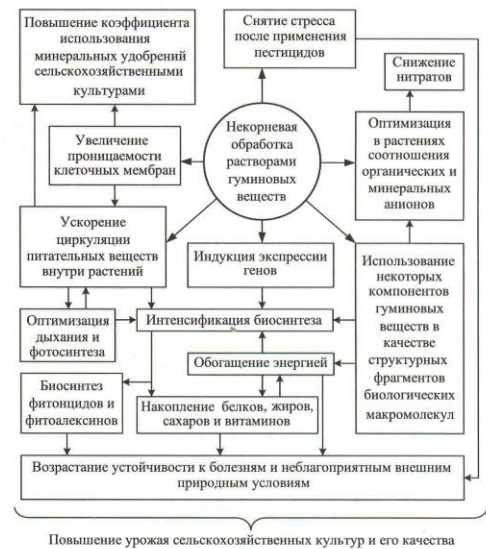 Повышение коэффициента
использования
минеральных удобрений
сельскохозяйственными
культурами
Снятие стресса
после применения
пестицидов
Снижение
нитратов
Увеличение
проницаемости
клеточных мембран
Некорневая
обработка
растворами
гуминовых
веществ
Оптимизация
в растениях
соотношения
органических и
минеральных
анионов
Ускорение
циркуляции
питательных веществ
внутри растений
Индукция экспрессии
генов
Использование
некоторых
компонентов
гуминовых
веществ в
качестве
структурных
фрагментов
биологических
макромолекул
Оптимизация
дыхания и
фотосинтеза
Интенсификация биосинтеза
Обогащение энергией
Биосинтез
фитонцидов и
фитоалексинов
Накопление белков, жиров,
сахаров и витаминов
Возрастание устойчивости к болезням и неблагоприятным внешним
природным условиям
Повышение урожая сельскохозяйственных культур и его качества